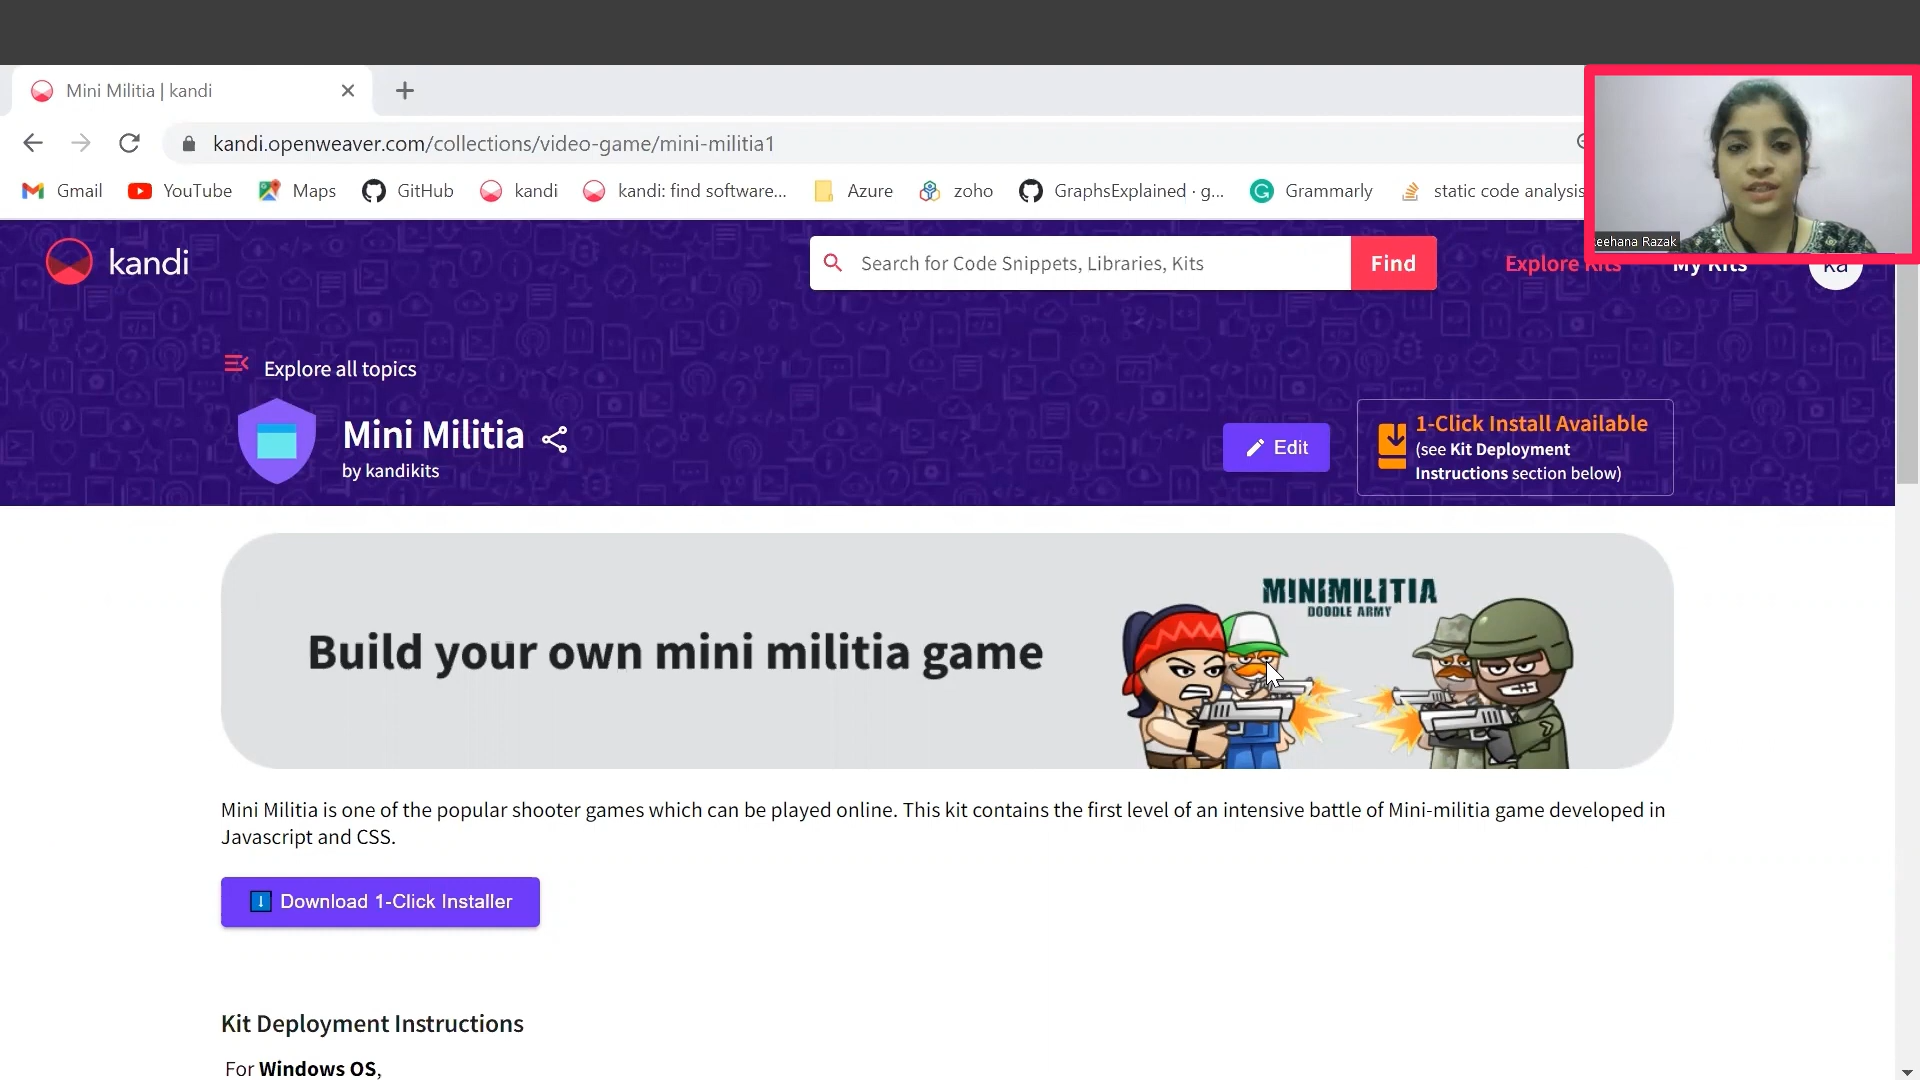 Mini Militia | kandi
kandi.openweaver.com/collections/video-game/mini-militia1
Gmail YouTube Maps GitHub kandi kandi: find software... Azure zoho GraphsExplained · g... Grammarly static code analysis
eehana Razak
kandi
Search for Code Snippets, Libraries, Kits
Find
Explore Kits
My Kits
ka
Explore all topics
Mini Militia
by kandikits
Edit
1-Click Install Available
(see Kit Deployment
Instructions section below)
Build your own mini militia game
MINIMILITIA
DOODLE ARMY
Mini Militia is one of the popular shooter games which can be played online. This kit contains the first level of an intensive battle of Mini-militia game developed in
Javascript and CSS.
Download 1-Click Installer
Kit Deployment Instructions
For Windows OS,